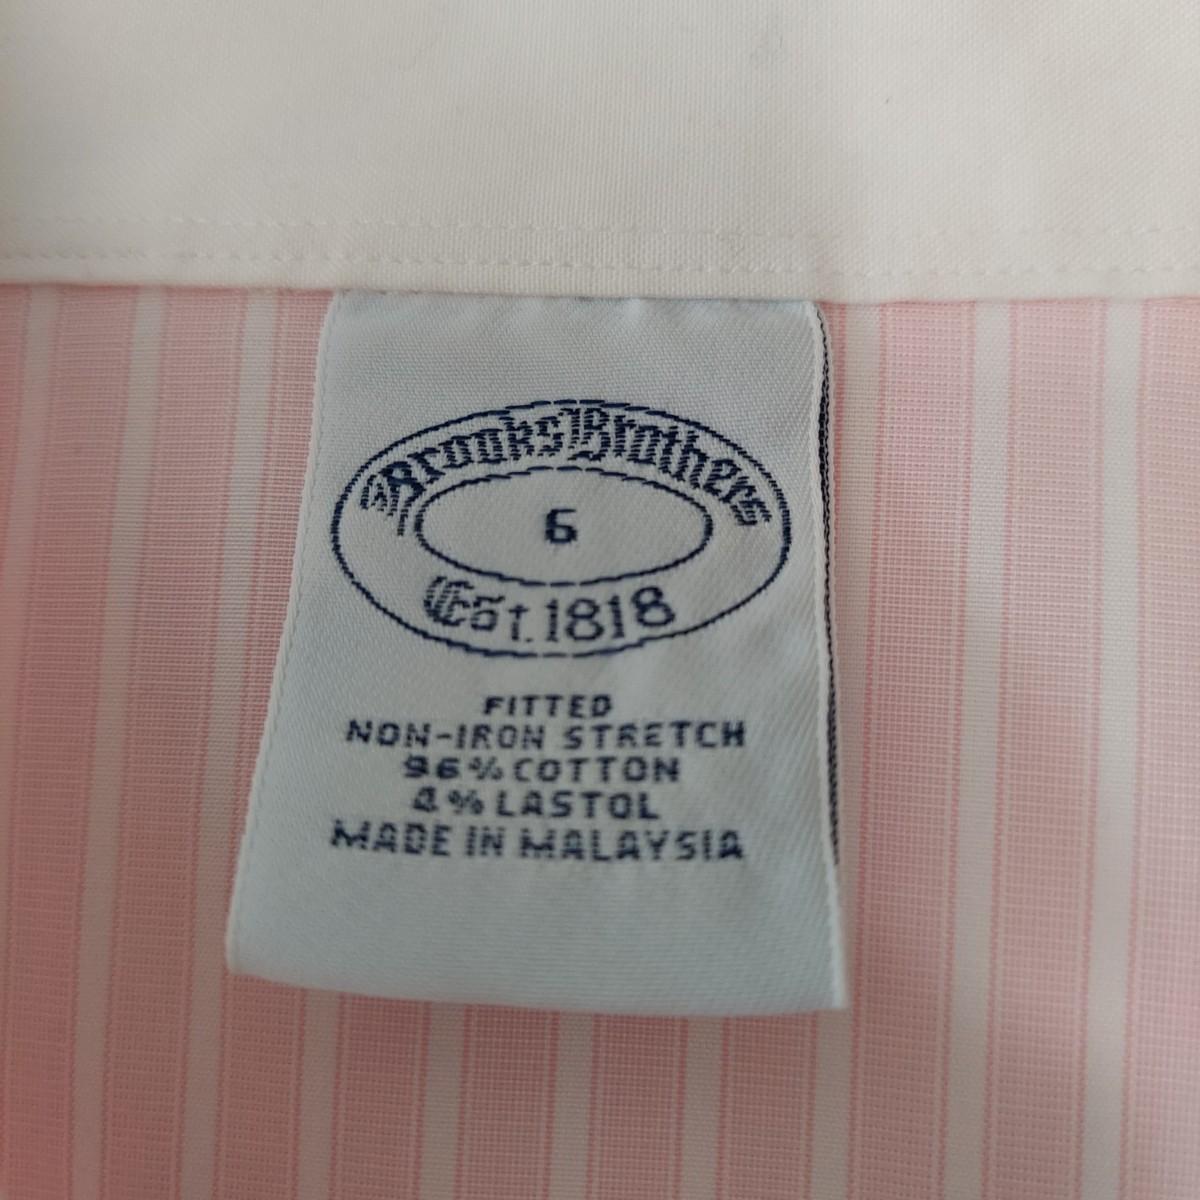 Brooks Brothers
6
Est. 1818
FITTED
NON-IRON STRETCH
96% COTTON
4% LASTOL
MADE IN MALAYSIA